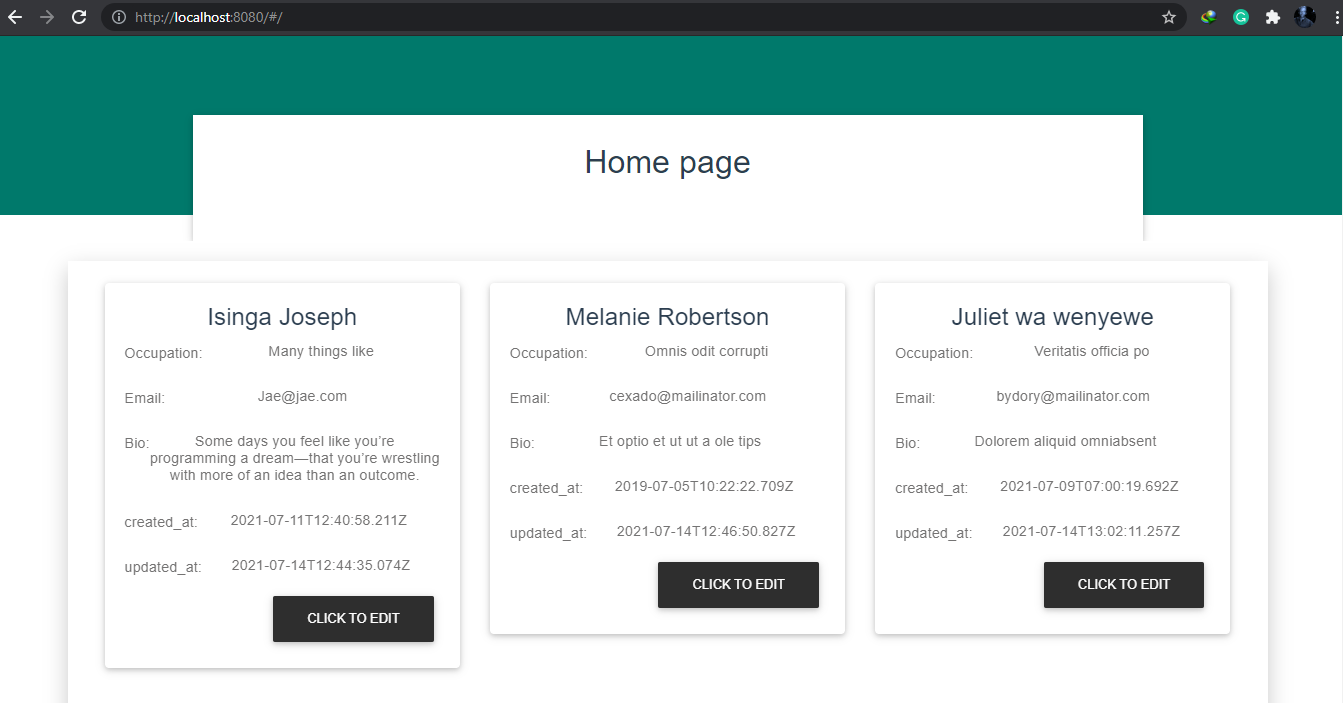 http://localhost:8080/#/
Home page
Isinga Joseph
Occupation: Many things like
Email: Jae@jae.com
Bio: Some days you feel like you’re
programming a dream—that you’re wrestling
with more of an idea than an outcome.
created_at: 2021-07-11T12:40:58.211Z
updated_at: 2021-07-14T12:44:35.074Z
CLICK TO EDIT
Melanie Robertson
Occupation: Omnis odit corrupti
Email: cexado@mailinator.com
Bio: Et optio et ut ut a ole tips
created_at: 2019-07-05T10:22:22.709Z
updated_at: 2021-07-14T12:46:50.827Z
CLICK TO EDIT
Juliet wa wenyewe
Occupation: Veritatis officia po
Email: bydory@mailinator.com
Bio: Dolorem aliquid omniabsent
created_at: 2021-07-09T07:00:19.692Z
updated_at: 2021-07-14T13:02:11.257Z
CLICK TO EDIT